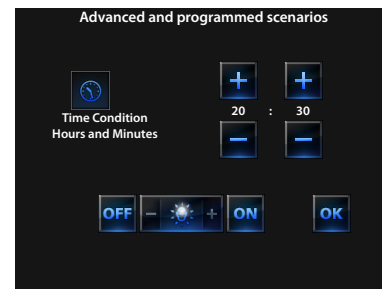 Advanced and programmed scenarios
+ +
20 : 30
Time Condition
Hours and Minutes
− −
OFF − + ON OK